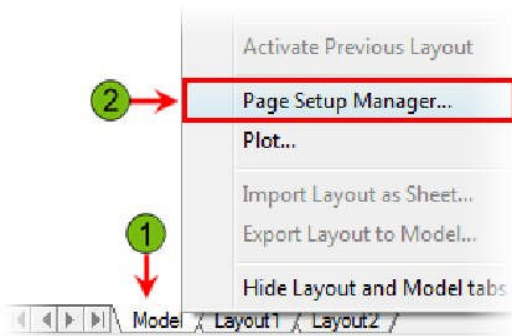 Activate Previous Layout
2
Page Setup Manager...
Plot...
Import Layout as Sheet...
1
Export Layout to Model...
Hide Layout and Model tabs
Model / Layout1 / Layout2 /